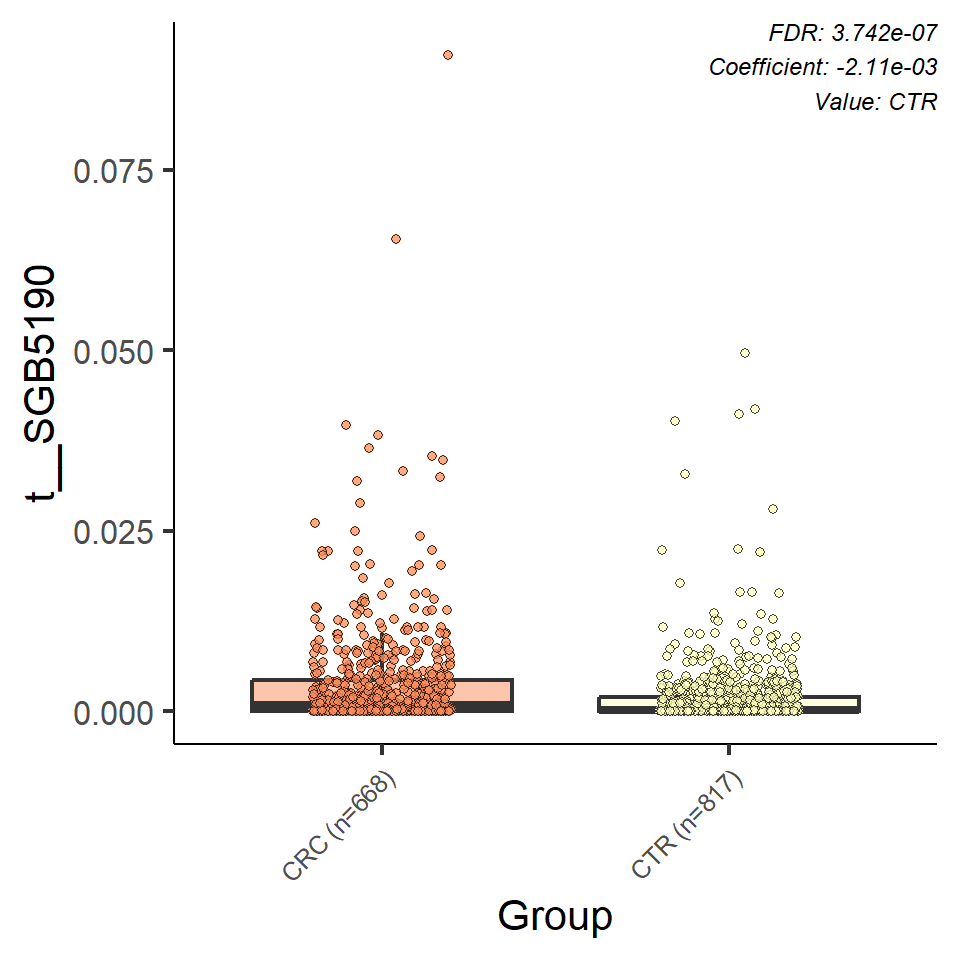 FDR: 3.742e-07
Coefficient: -2.11e-03
Value: CTR
t__SGB5190
0.075
0.050
0.025
0.000
CRC (n=668)
CTR (n=817)
Group